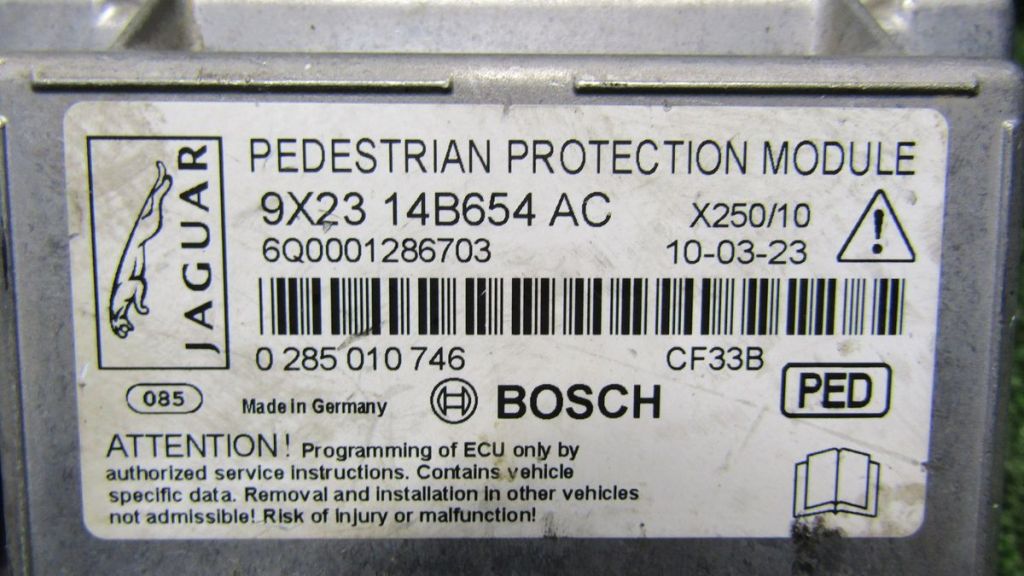 JAGUAR
PEDESTRIAN PROTECTION MODULE
9X23 14B654 AC X250/10
6Q0001286703 10-03-23
0 285 010 746 CF33B
085 Made in Germany BOSCH PED
ATTENTION! Programming of ECU only by
authorized service instructions. Contains vehicle
specific data. Removal and installation in other vehicles
not admissible! Risk of injury or malfunction!